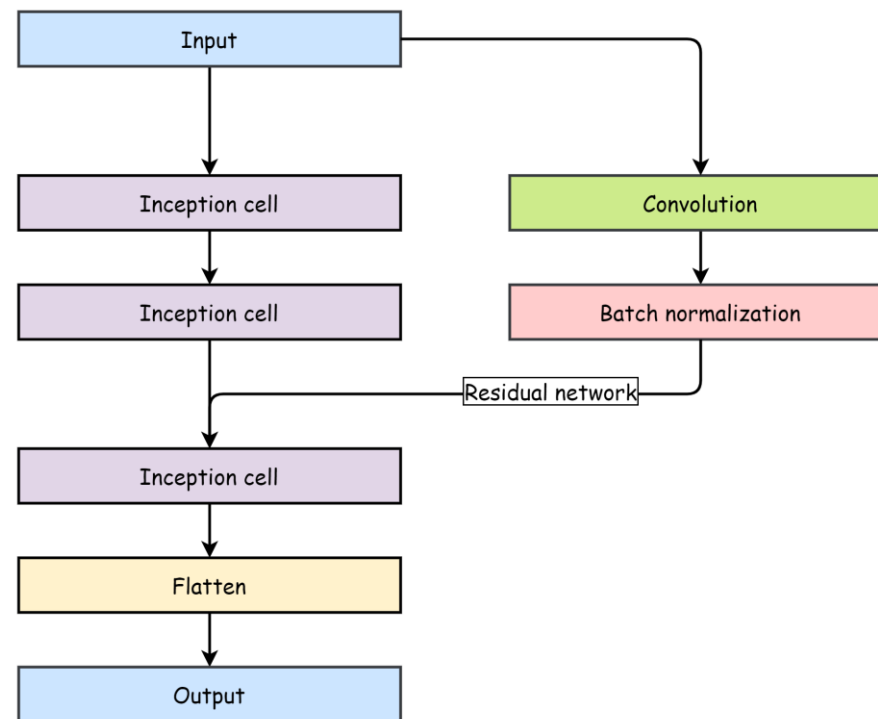 Input
Inception cell
Convolution
Inception cell
Batch normalization
Residual network
Inception cell
Flatten
Output